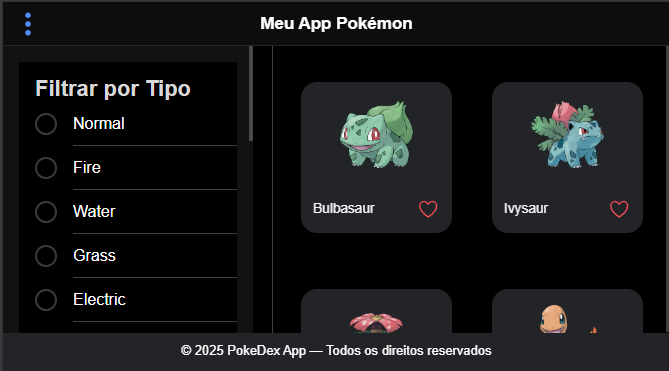 Meu App Pokémon
Filtrar por Tipo
Normal
Fire
Water
Grass
Electric
Bulbasaur
Ivysaur
© 2025 PokeDex App — Todos os direitos reservados